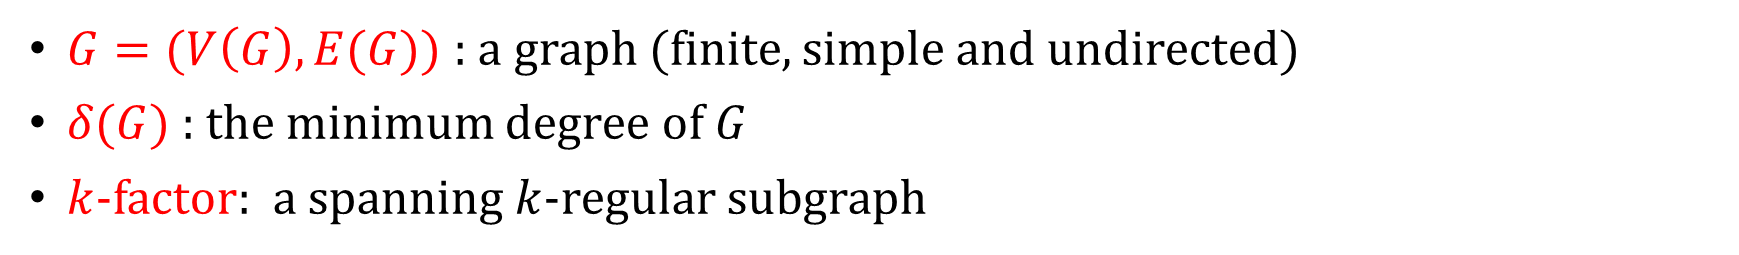 • G = (V(G), E(G)) : a graph (finite, simple and undirected)
• δ(G) : the minimum degree of G
• k-factor: a spanning k-regular subgraph